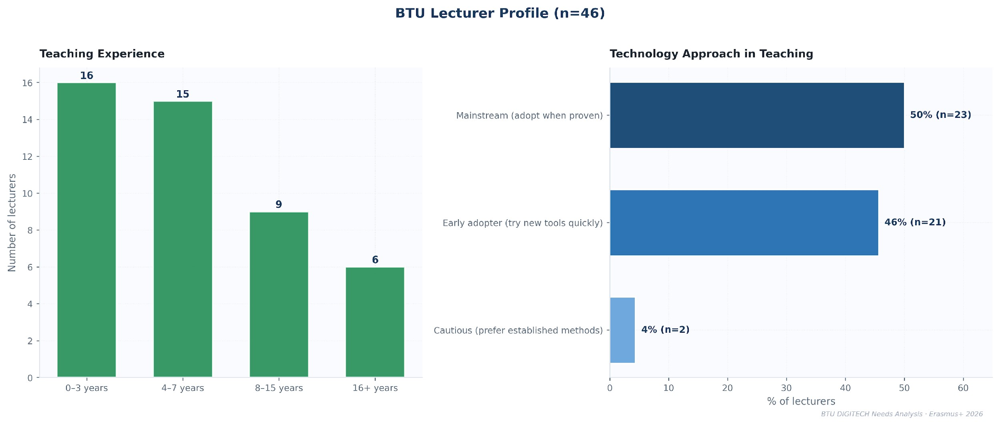 BTU Lecturer Profile (n=46)
Teaching Experience
Number of lecturers
16
14
12
10
8
6
4
2
0
16
15
9
6
0–3 years
4–7 years
8–15 years
16+ years
Technology Approach in Teaching
Mainstream (adopt when proven)
50% (n=23)
Early adopter (try new tools quickly)
46% (n=21)
Cautious (prefer established methods)
4% (n=2)
0
10
20
30
40
50
60
% of lecturers
BTU DIGITECH Needs Analysis · Erasmus+ 2026